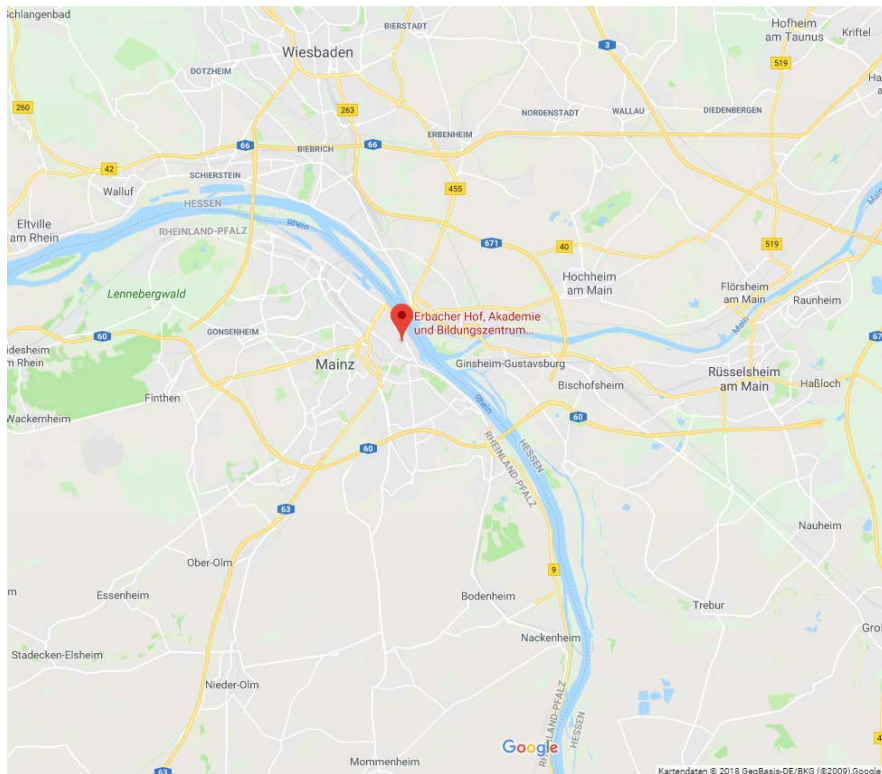 Schlangenbad
Wiesbaden
BIERSTADT
Hofheim
am Taunus
Kriftel
3
519
DOTZHEIM
260
263
NORDENSTADT
WALLAU
DIEDENBERGEN
ERBENHEIM
66
BIEBRICH
66
42
SCHIERSTEIN
455
Walluf
HESSEN
RHEINLAND-PFALZ
Rhein
Eltville
am Rhein
671
40
519
Main
Hochheim
am Main
Flörsheim
am Main
Raunheim
Lennebergwald
Erbacher Hof, Akademie
und Bildungszentrum...
Main
60
GONSENHEIM
Mainz
Ginsheim-Gustavsburg
Bischofsheim
Rüsselsheim
am Main
Haßloch
Finthen
Wackernheim
Rhein
60
60
HESSEN
RHEINLAND-PFALZ
63
Nauheim
Ober-Olm
9
Essenheim
Bodenheim
Trebur
Nackenheim
Stadecken-Elsheim
Nieder-Olm
RHEINLAND-PFALZ
HESSEN
Google
Mommenheim
63
Kartendaten © 2018 GeoBasis-DE/BKG (©2009) Google